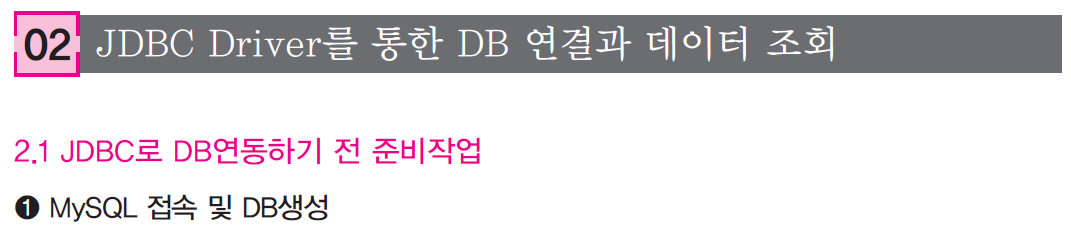 02 JDBC Driver를 통한 DB 연결과 데이터 조회
2.1 JDBC로 DB연동하기 전 준비작업
❶ MySQL 접속 및 DB생성